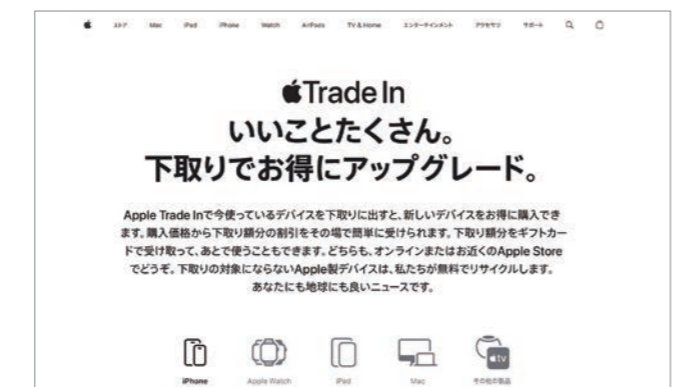 ストア Mac iPad iPhone Watch AirPods TV & Home エンターテインメント アクセサリ サポート
Trade In
いいことたくさん。
下取りでお得にアップグレード。
Apple Trade Inで今使っているデバイスを下取りに出すと、新しいデバイスをお得に購入でき
ます。購入価格から下取り額分の割引をその場で簡単に受けられます。下取り額分をギフトカー
ドで受け取って、あとで使うこともできます。どちらも、オンラインまたはお近くのApple Store
でどうぞ。下取りの対象にならないApple製デバイスは、私たちが無料でリサイクルします。
あなたにも地球にも良いニュースです。
iPhone Apple Watch iPad Mac tv その他の製品